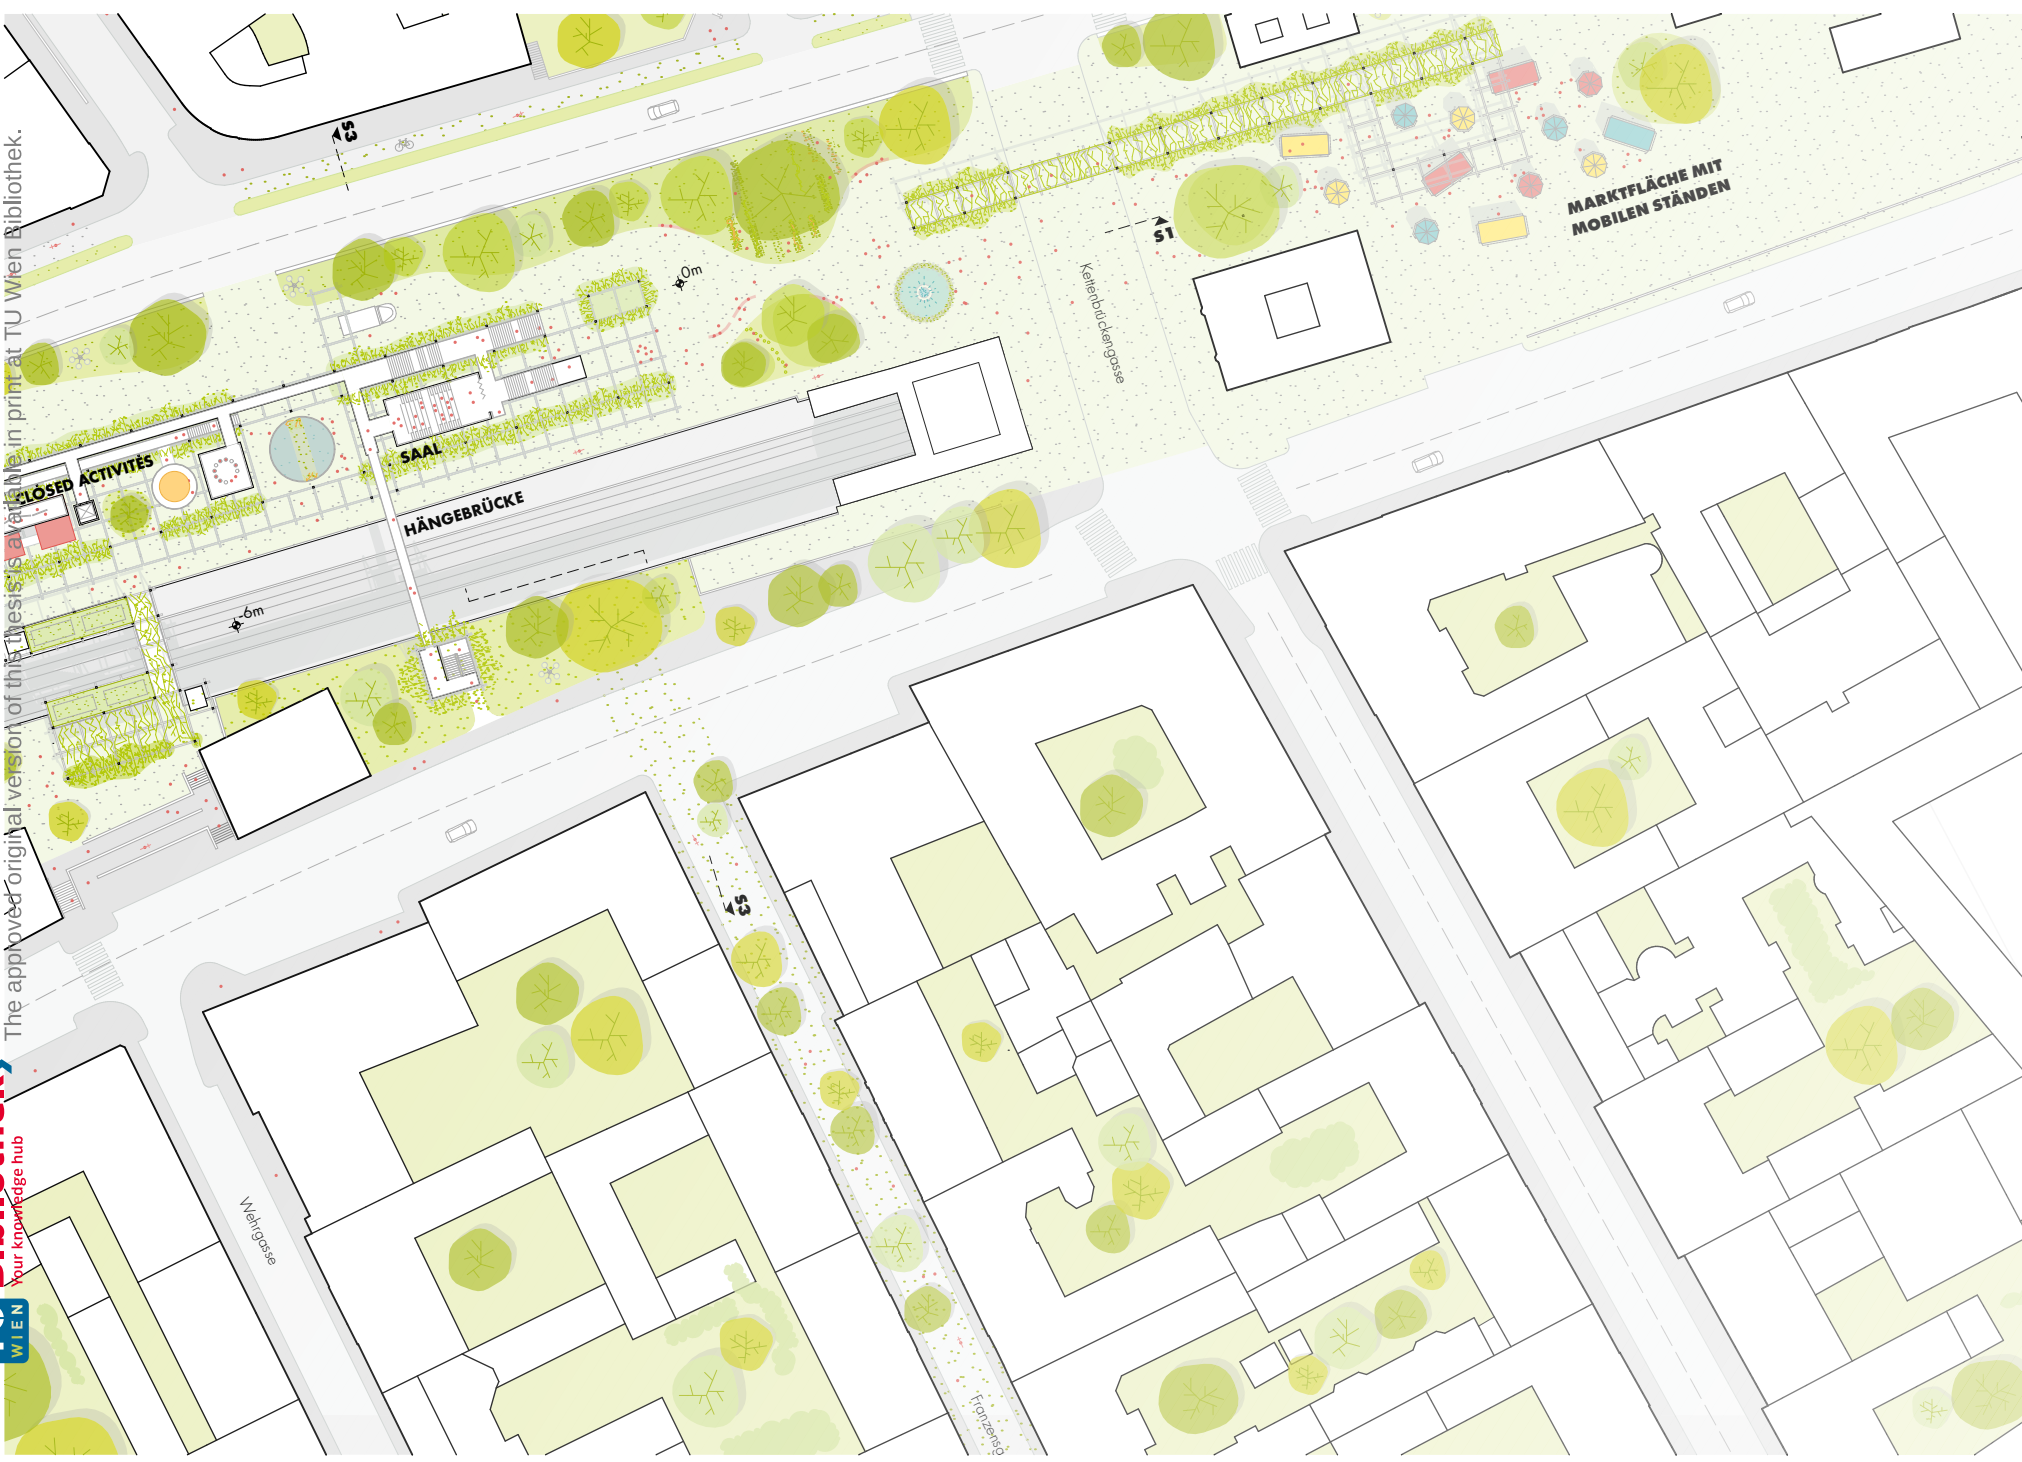 S3
0m
S1
Kettenbrückengasse
MARKTFLÄCHE MIT
MOBILEN STÄNDEN
CLOSED ACTIVITÉS
SAAL
HÄNGEBRÜCKE
-6m
S3
Wehrgasse
Franzensg
The approved original version of this thesis is available in print at TU Wien Bibliothek.
Your knowledge hub
WIEN